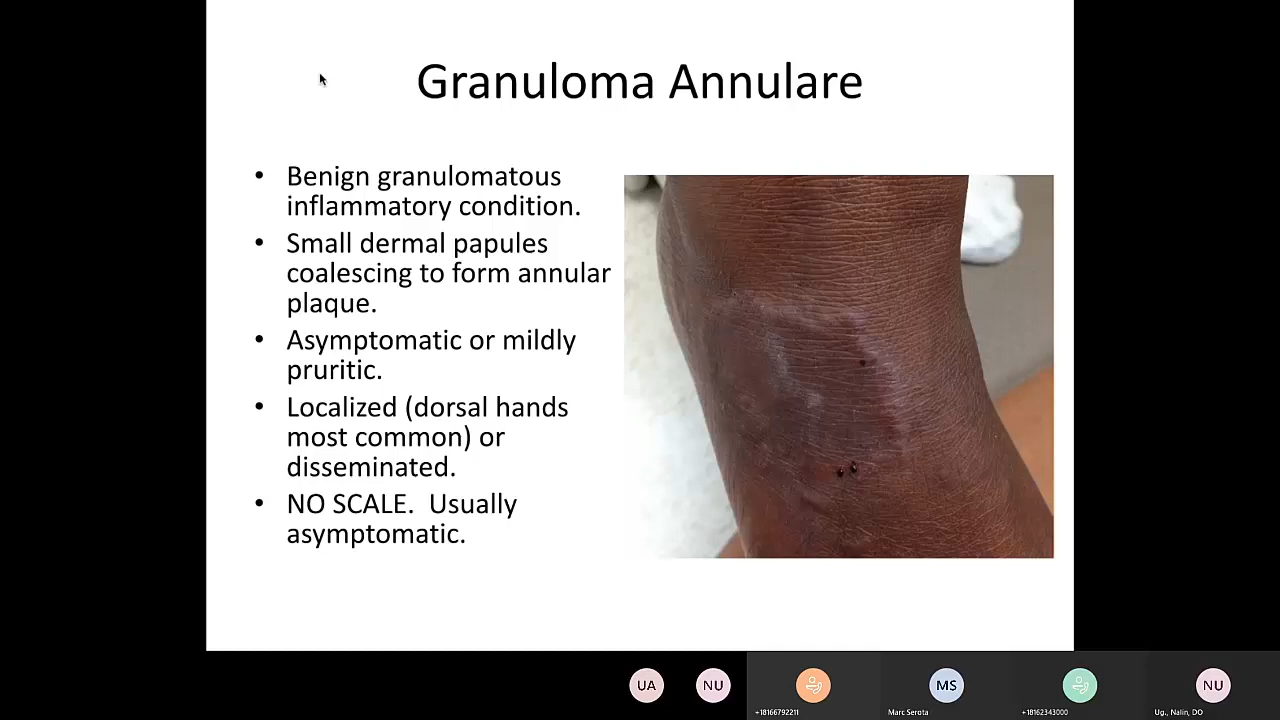 Granuloma Annulare
• Benign granulomatous
inflammatory condition.
• Small dermal papules
coalescing to form annular
plaque.
• Asymptomatic or mildly
pruritic.
• Localized (dorsal hands
most common) or
disseminated.
• NO SCALE.  Usually
asymptomatic.
UA NU MS NU
+18166792211 Marc Serota +18162343000 Ug., Nalin, DO